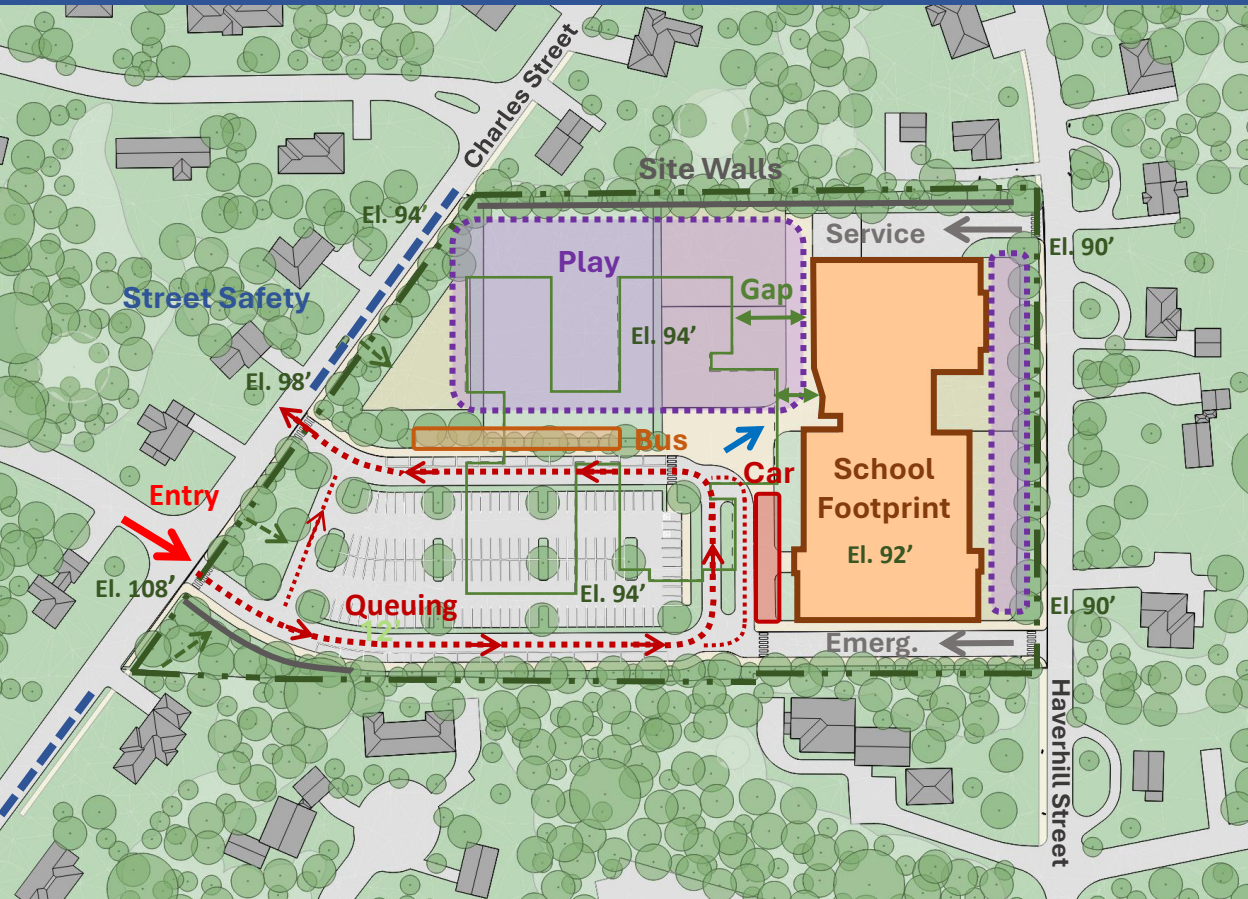 Charles Street
Site Walls
El. 94’
Service
El. 90’
Play
Gap
Street Safety
El. 94’
El. 98’
Bus
Car
School
Footprint
Entry
El. 92’
El. 108’
El. 94’
Queuing
12'
El. 90’
Emerg.
Haverhill Street